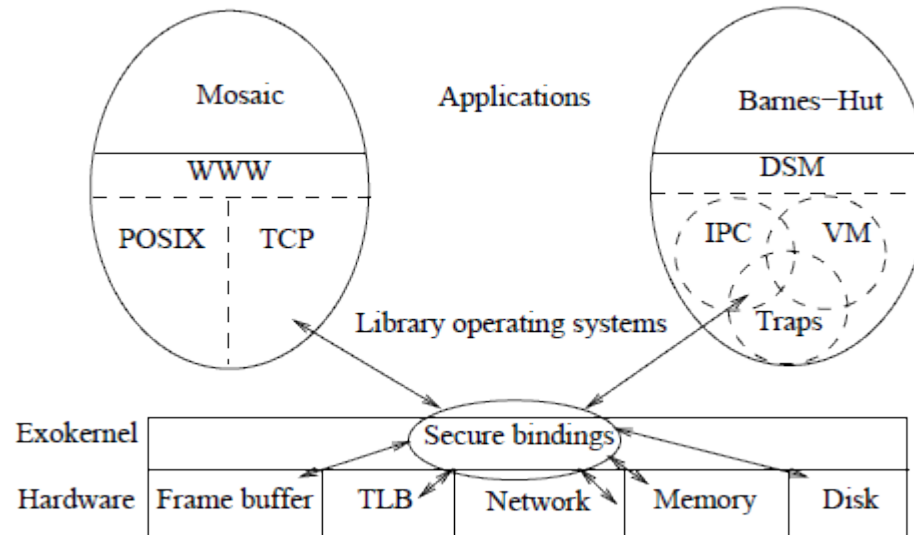 Mosaic
Applications
Barnes−Hut
WWW
DSM
POSIX
TCP
IPC
VM
Traps
Library operating systems
Exokernel
Secure bindings
Hardware
Frame buffer
TLB
Network
Memory
Disk